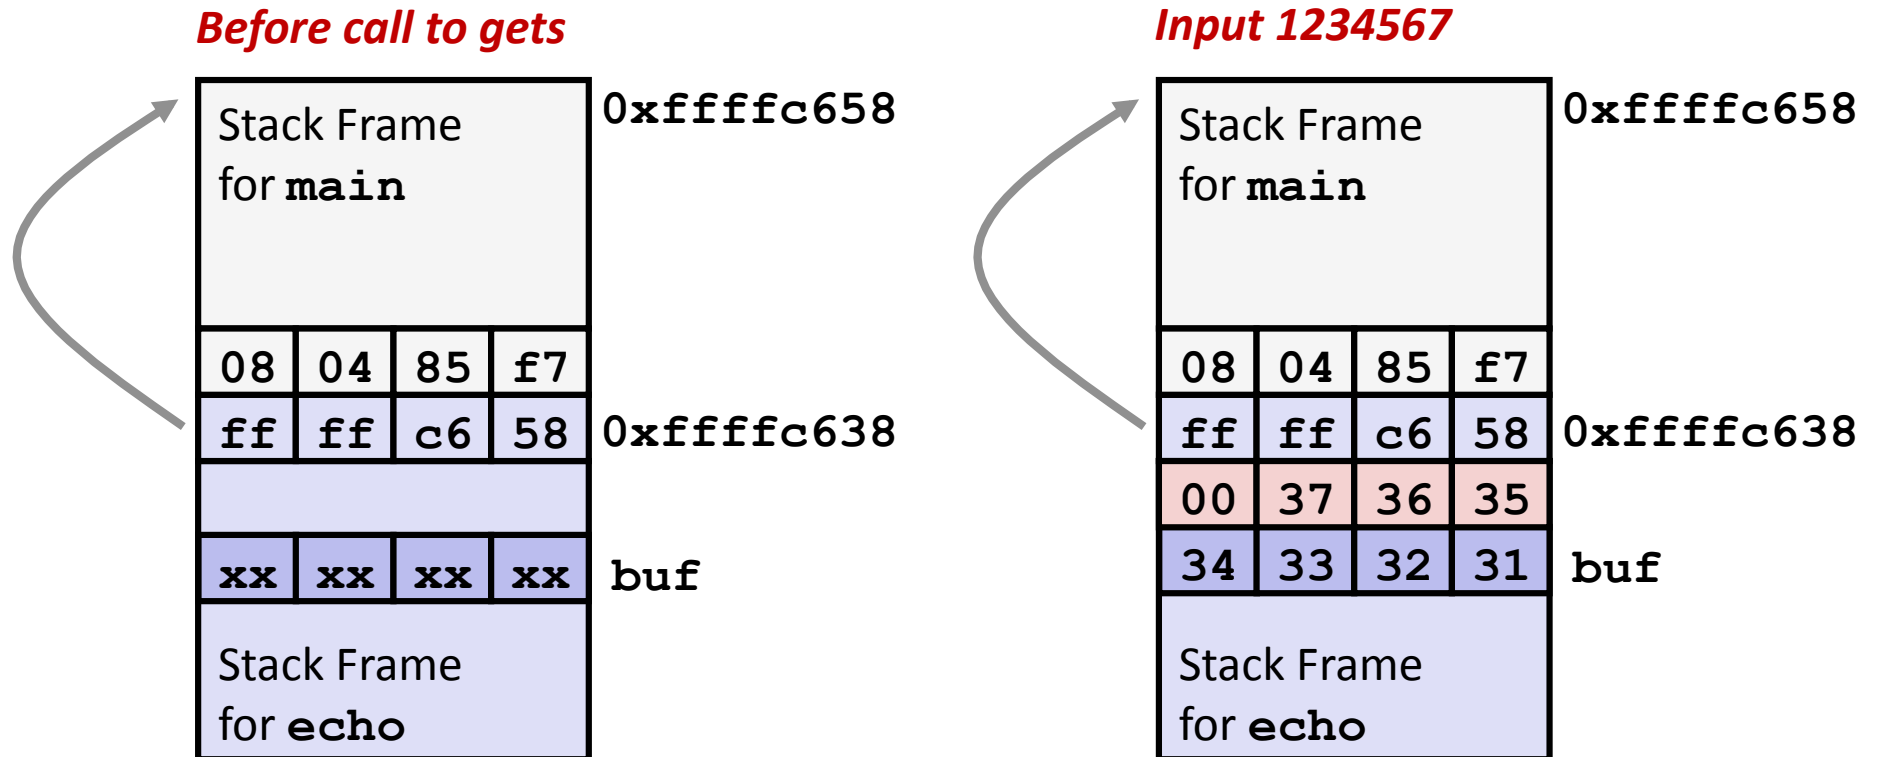 Before call to gets
Stack Frame
for main
0xffffc658
08 04 85 f7
ff ff c6 58 0xffffc638
xx xx xx xx buf
Stack Frame
for echo
Input 1234567
Stack Frame
for main
0xffffc658
08 04 85 f7
ff ff c6 58 0xffffc638
00 37 36 35
34 33 32 31 buf
Stack Frame
for echo